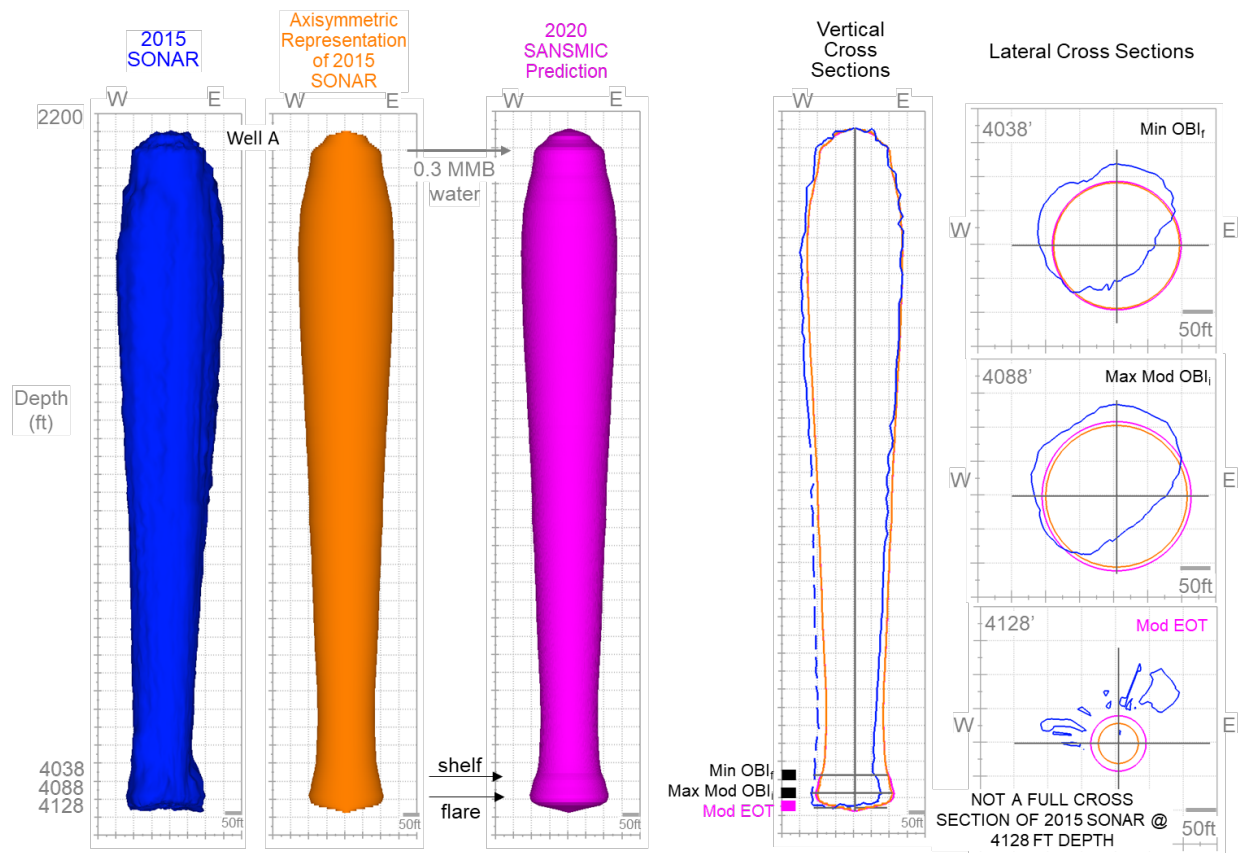 2015
SONAR
Axisymmetric
Representation
of 2015
SONAR
2020
SANSMIC
Prediction
Vertical
Cross
Sections
Lateral Cross Sections
W
E
W
E
W
E
W
E
2200
Well A
0.3 MMB
water
Depth
(ft)
4038
4088
4128
shelf
flare
50ft
50ft
50ft
50ft
Min OBIf
Max Mod OBIi
Mod EOT
4038'
Min OBIf
W
E
50ft
4088'
Max Mod OBIi
W
E
50ft
4128'
Mod EOT
W
E
NOT A FULL CROSS
SECTION OF 2015 SONAR @
4128 FT DEPTH
50ft